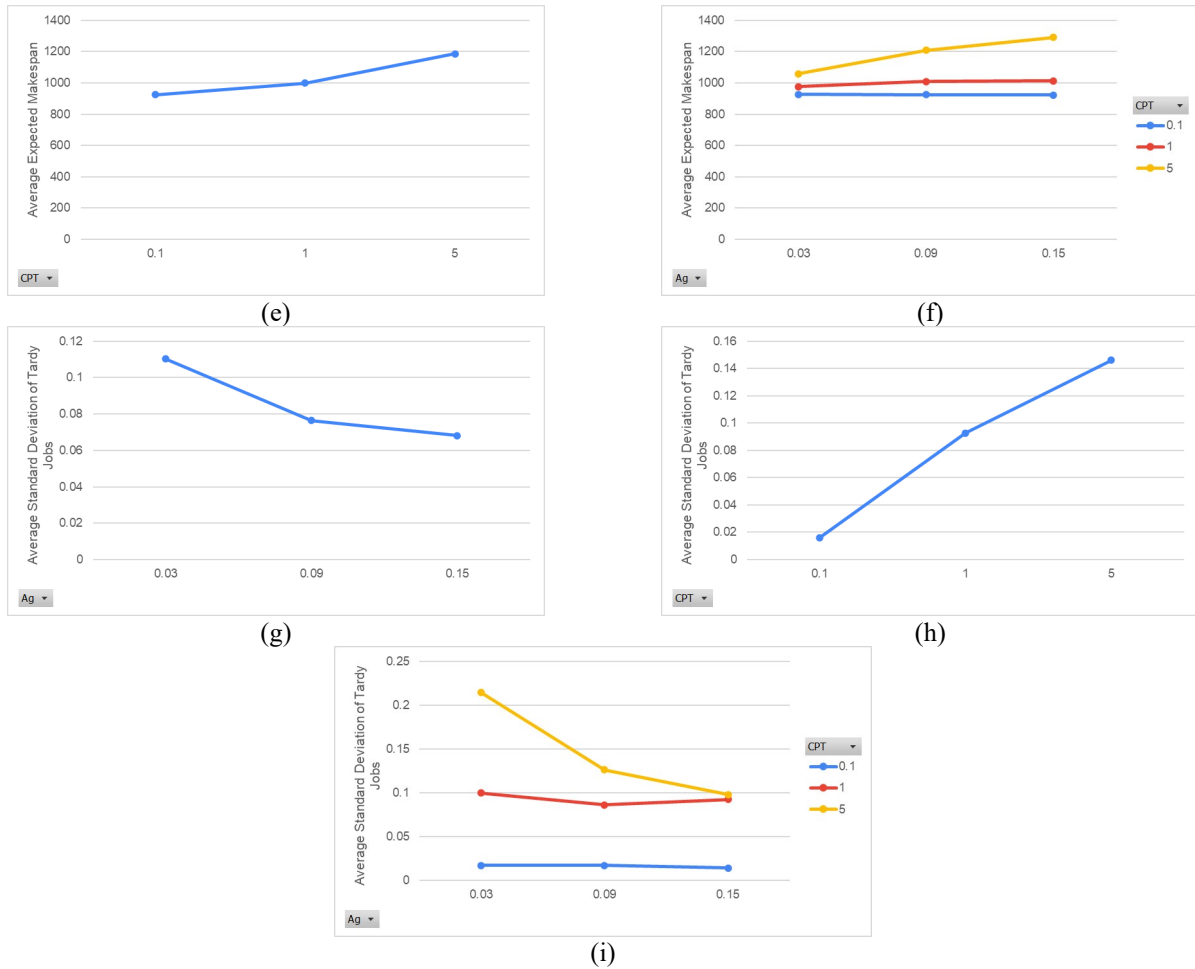 Average Expected Makespan
1400
1200
1000
800
600
400
200
0
0.1
1
5
CPT
(e)
Average Expected Makespan
1400
1200
1000
800
600
400
200
0
0.03
0.09
0.15
Ag
CPT
0.1
1
5
(f)
Average Standard Deviation of Tardy
Jobs
0.12
0.1
0.08
0.06
0.04
0.02
0
0.03
0.09
0.15
Ag
(g)
Average Standard Deviation of Tardy
Jobs
0.16
0.14
0.12
0.1
0.08
0.06
0.04
0.02
0
0.1
1
5
CPT
(h)
Average Standard Deviation of Tardy
Jobs
0.25
0.2
0.15
0.1
0.05
0
0.03
0.09
0.15
Ag
CPT
0.1
1
5
(i)